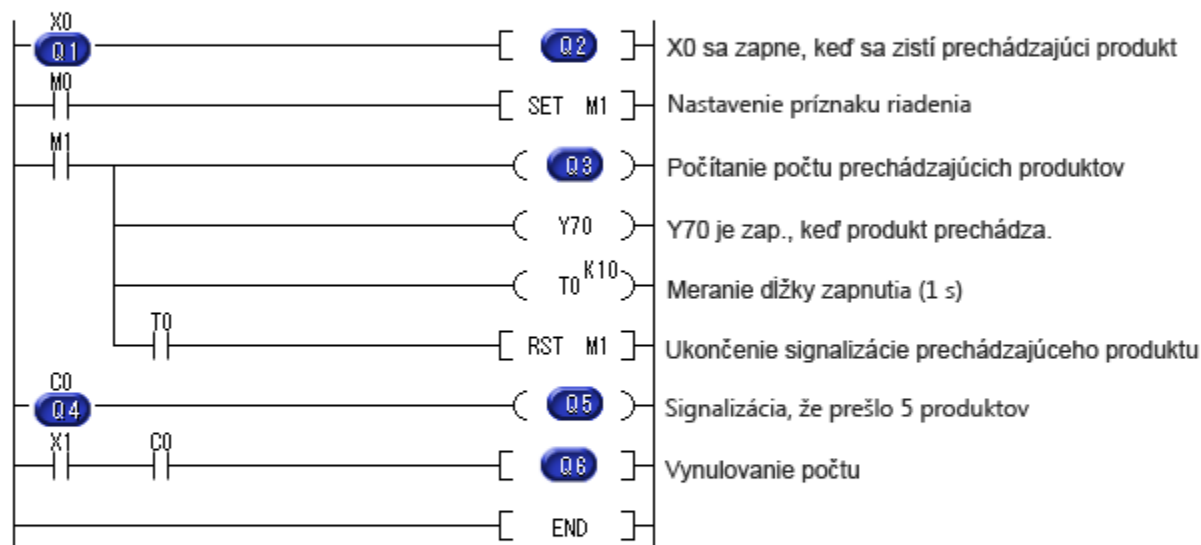 X0
Q1 Q2 X0 sa zapne, keď sa zistí prechádzajúci produkt
M0
SET M1 Nastavenie príznaku riadenia
M1
Q3 Počítanie počtu prechádzajúcich produktov
Y70 Y70 je zap., keď produkt prechádza.
T0 K10 Meranie dĺžky zapnutia (1 s)
T0
RST M1 Ukončenie signalizácie prechádzajúceho produktu
C0
Q4 Q5 Signalizácia, že prešlo 5 produktov
X1 C0
Q6 Vynulovanie počtu
END